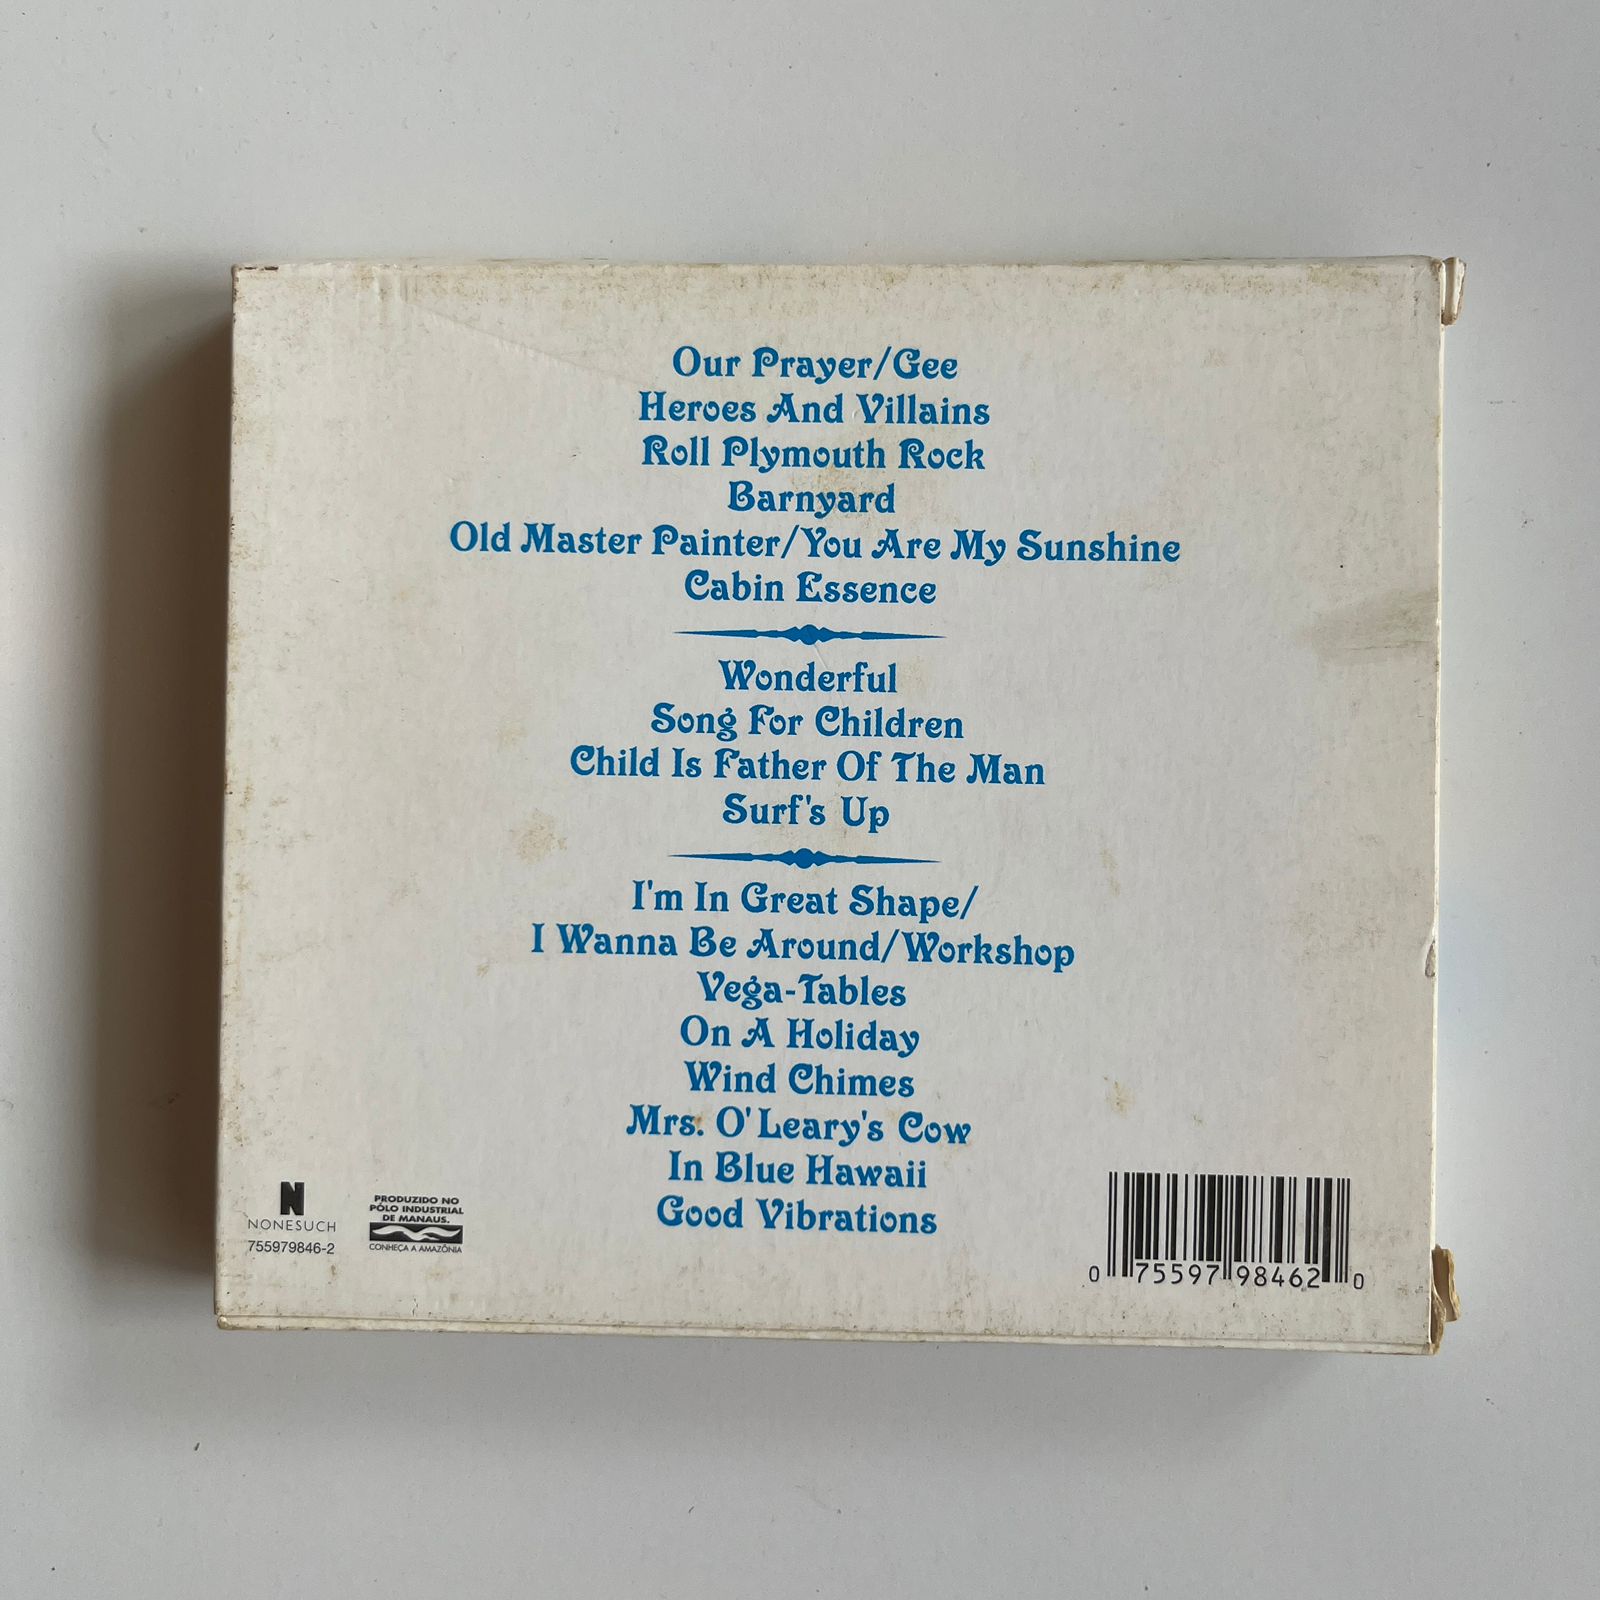 Our Prayer/Gee
Heroes And Villains
Roll Plymouth Rock
Barnyard
Old Master Painter/You Are My Sunshine
Cabin Essence
Wonderful
Song For Children
Child Is Father Of The Man
Surf's Up
I'm In Great Shape/
I Wanna Be Around/Workshop
Vega-Tables
On A Holiday
Wind Chimes
Mrs. O'Leary's Cow
In Blue Hawaii
Good Vibrations
N
NONESUCH
755979846-2
PRODUZIDO NO
PÓLO INDUSTRIAL
DE MANAUS.
CONHEÇA A AMAZÔNIA
0 75597 98462 0